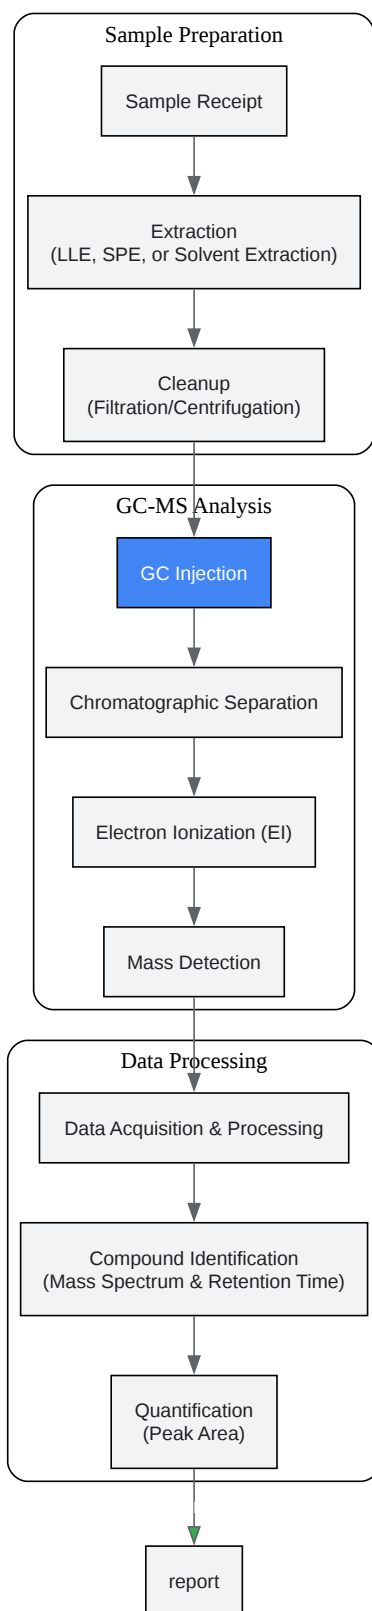 Sample Preparation
Sample Receipt
Extraction
(LLE, SPE, or Solvent Extraction)
Cleanup
(Filtration/Centrifugation)
GC-MS Analysis
GC Injection
Chromatographic Separation
Electron Ionization (EI)
Mass Detection
Data Processing
Data Acquisition & Processing
Compound Identification
(Mass Spectrum & Retention Time)
Quantification
(Peak Area)
report